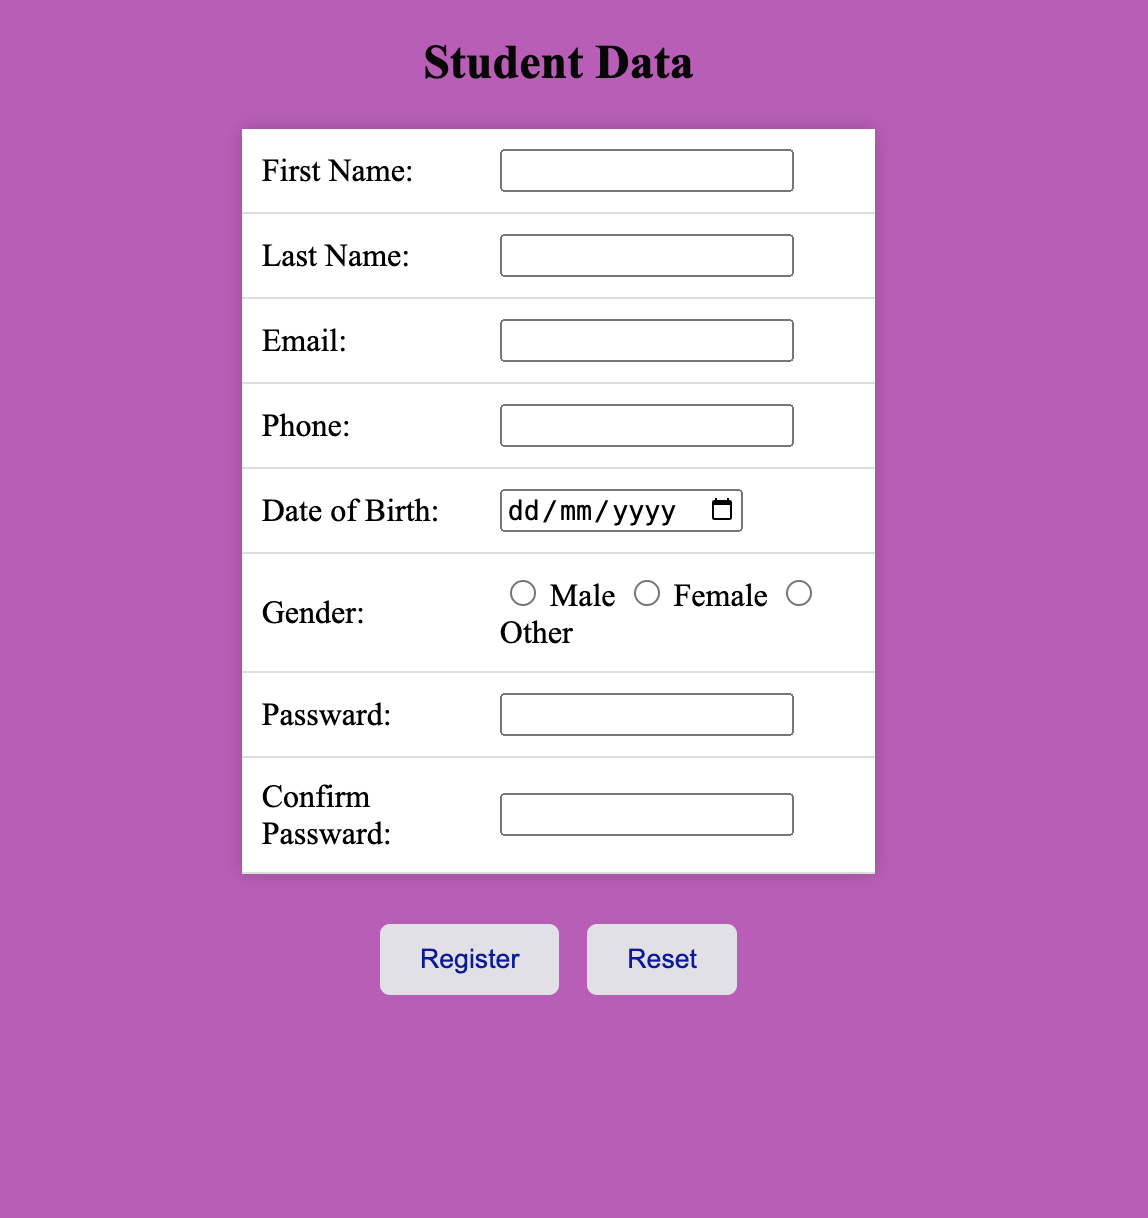 Student Data
First Name:
Last Name:
Email:
Phone:
Date of Birth: dd/mm/yyyy
Gender: Male Female
Other
Passward:
Confirm
Passward:
Register Reset